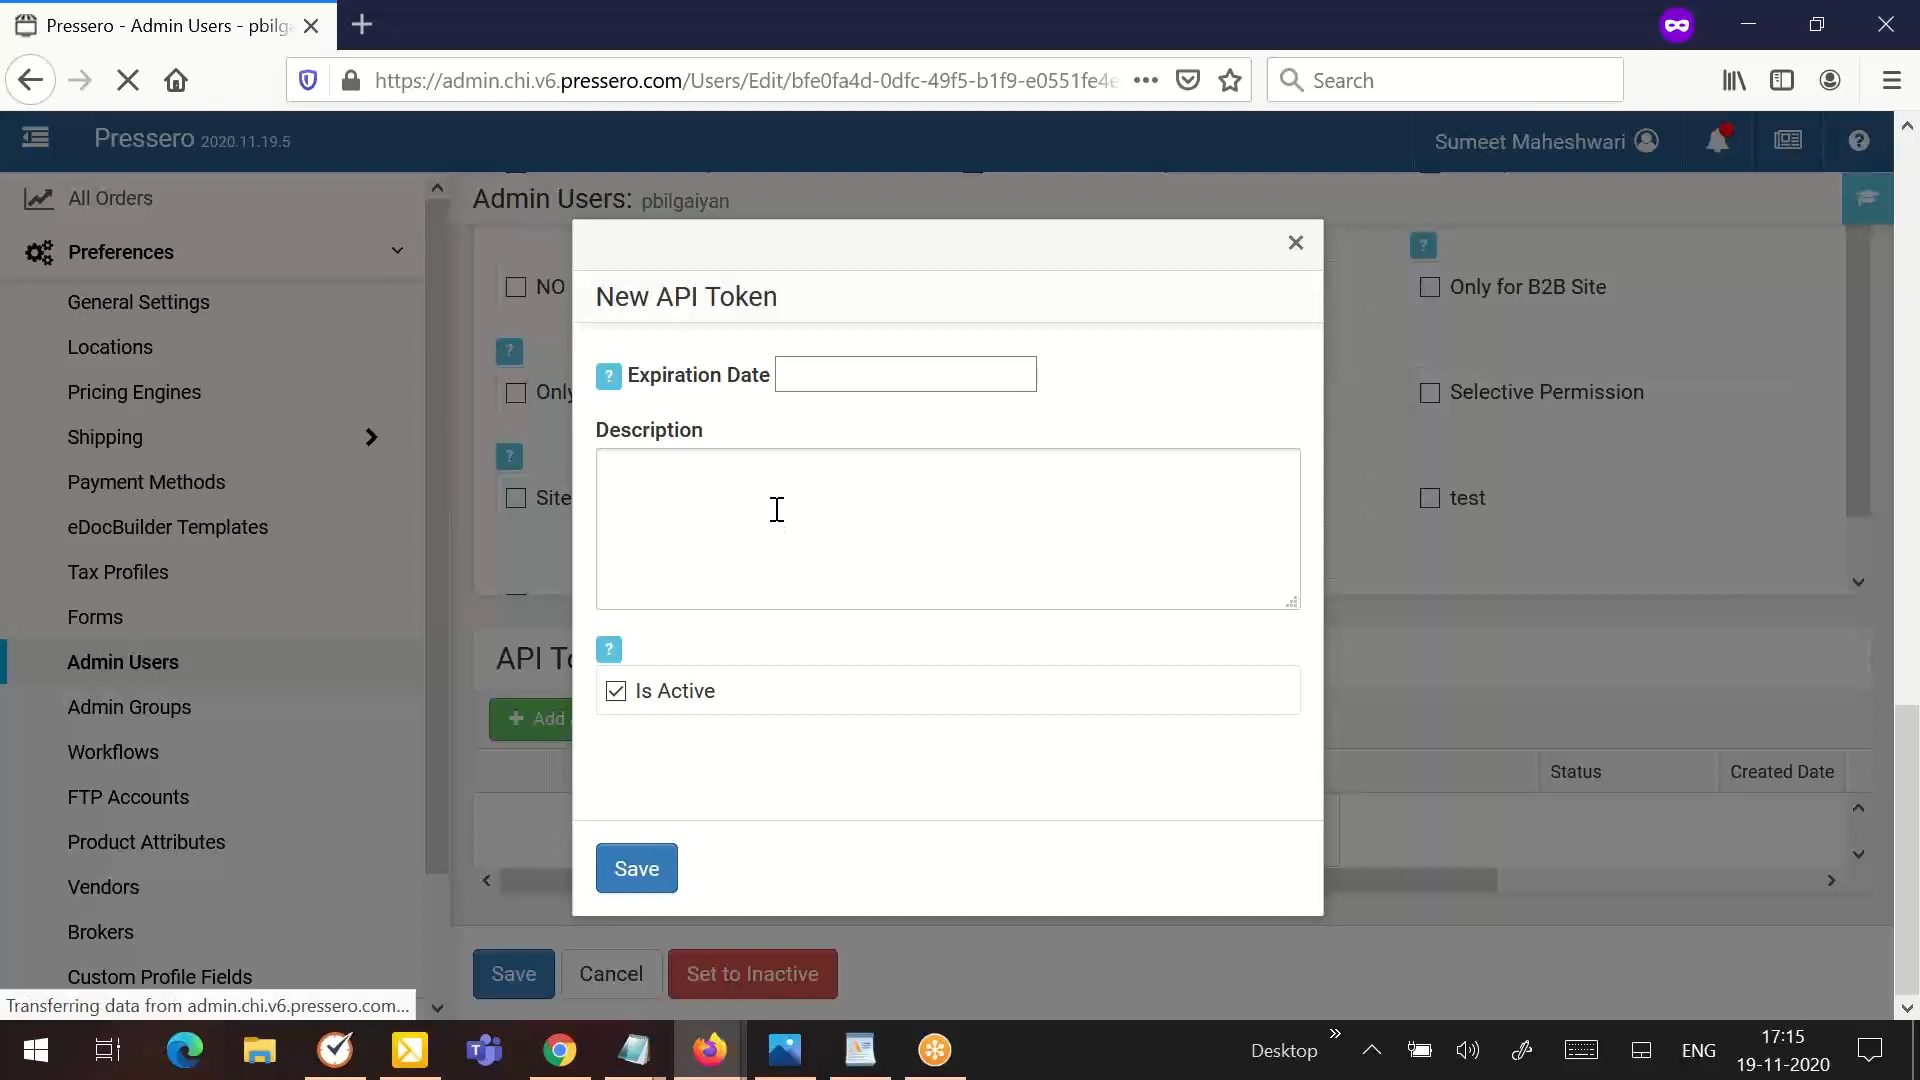 Pressero - Admin Users - pbilga
https://admin.chi.v6.pressero.com/Users/Edit/bfe0fa4d-0dfc-49f5-b1f9-e0551fe4e
Search
Pressero 2020.11.19.5
Sumeet Maheshwari
All Orders
Preferences
General Settings
Locations
Pricing Engines
Shipping
Payment Methods
eDocBuilder Templates
Tax Profiles
Forms
Admin Users
Admin Groups
Workflows
FTP Accounts
Product Attributes
Vendors
Brokers
Custom Profile Fields
Transferring data from admin.chi.v6.pressero.com...
Admin Users: pbilgaiyan
NO
Only for B2B Site
Only
Selective Permission
Site
test
API To
Add
Status
Created Date
New API Token
Expiration Date
Description
Is Active
Save
Save
Cancel
Set to Inactive
Desktop
ENG
17:15
19-11-2020